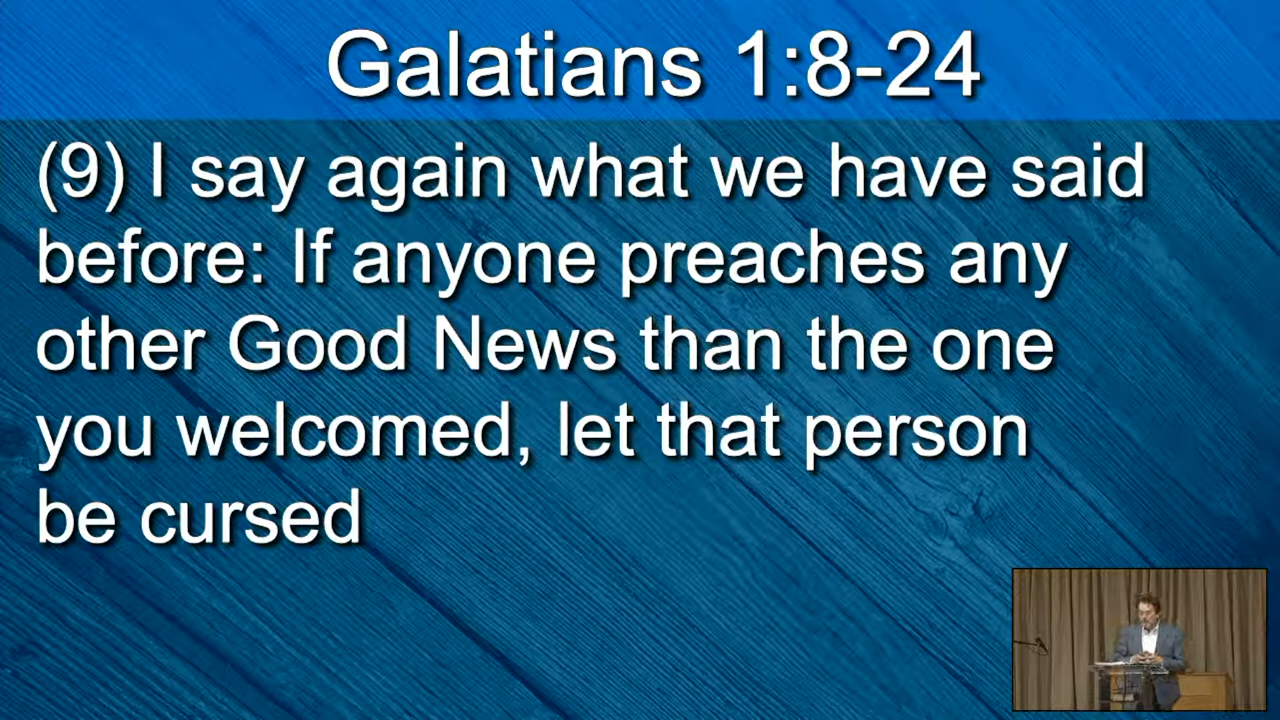 Galatians 1:8-24
(9) I say again what we have said
before: If anyone preaches any
other Good News than the one
you welcomed, let that person
be cursed